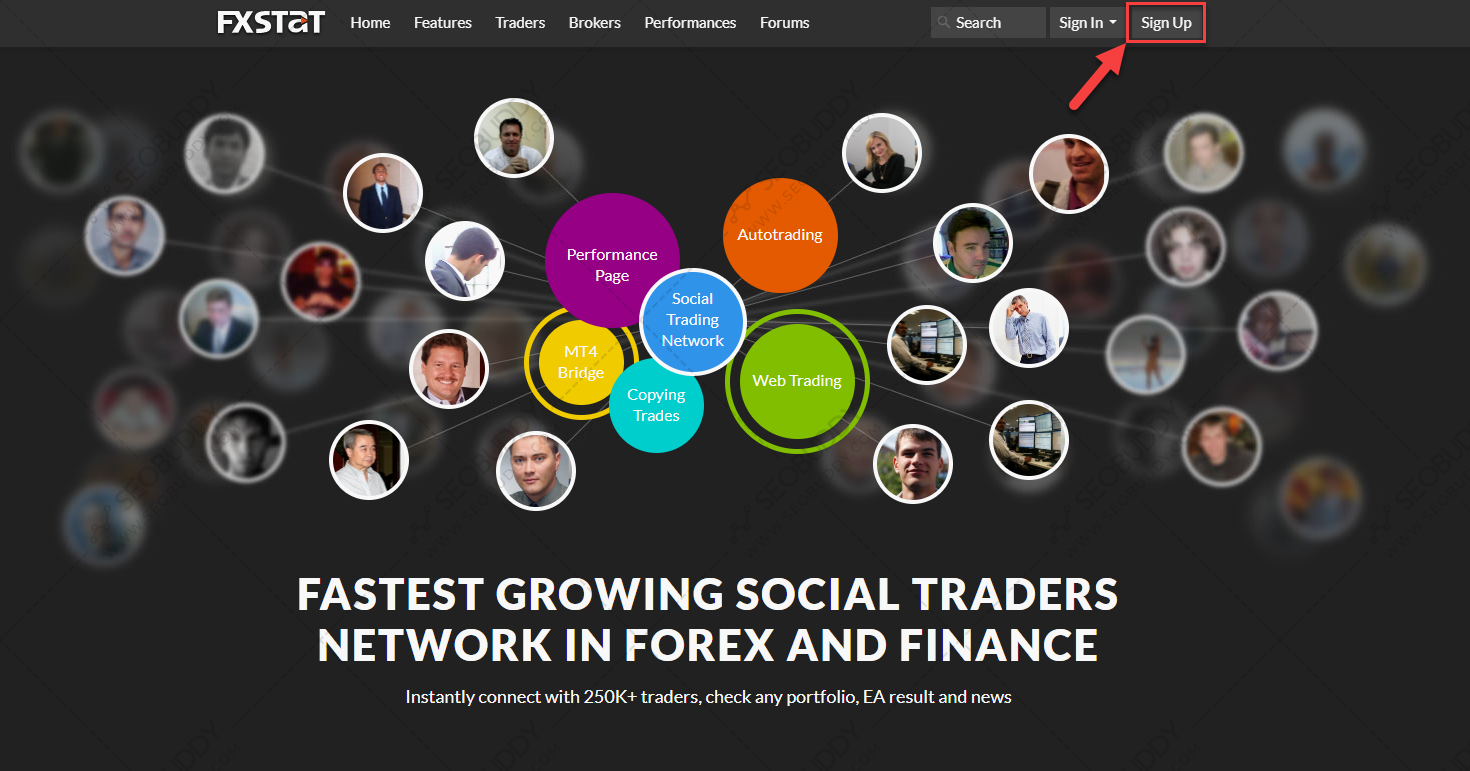 FXSTAT Home Features Traders Brokers Performances Forums Search Sign In Sign Up
Performance
Page
Autotrading
Social
Trading
Network
MT4
Bridge
Web Trading
Copying
Trades
FASTEST GROWING SOCIAL TRADERS
NETWORK IN FOREX AND FINANCE
Instantly connect with 250K+ traders, check any portfolio, EA result and news
SEOBUDDY